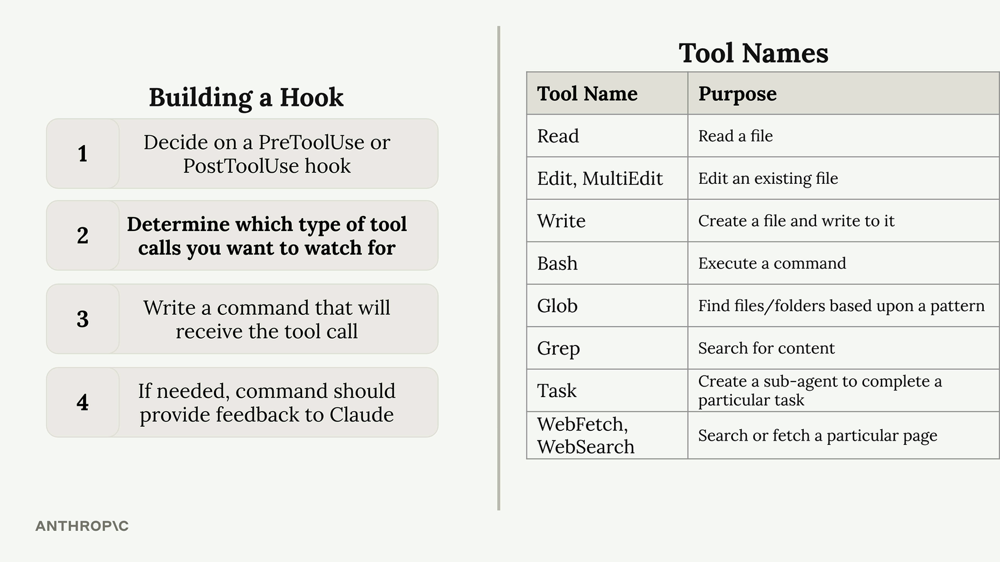 Building a Hook
1
Decide on a PreToolUse or
PostToolUse hook
2
Determine which type of tool
calls you want to watch for
3
Write a command that will
receive the tool call
4
If needed, command should
provide feedback to Claude
ANTHROP\C
Tool Names
Tool Name Purpose
Read Read a file
Edit, MultiEdit Edit an existing file
Write Create a file and write to it
Bash Execute a command
Glob Find files/folders based upon a pattern
Grep Search for content
Task Create a sub-agent to complete a
particular task
WebFetch,
WebSearch Search or fetch a particular page